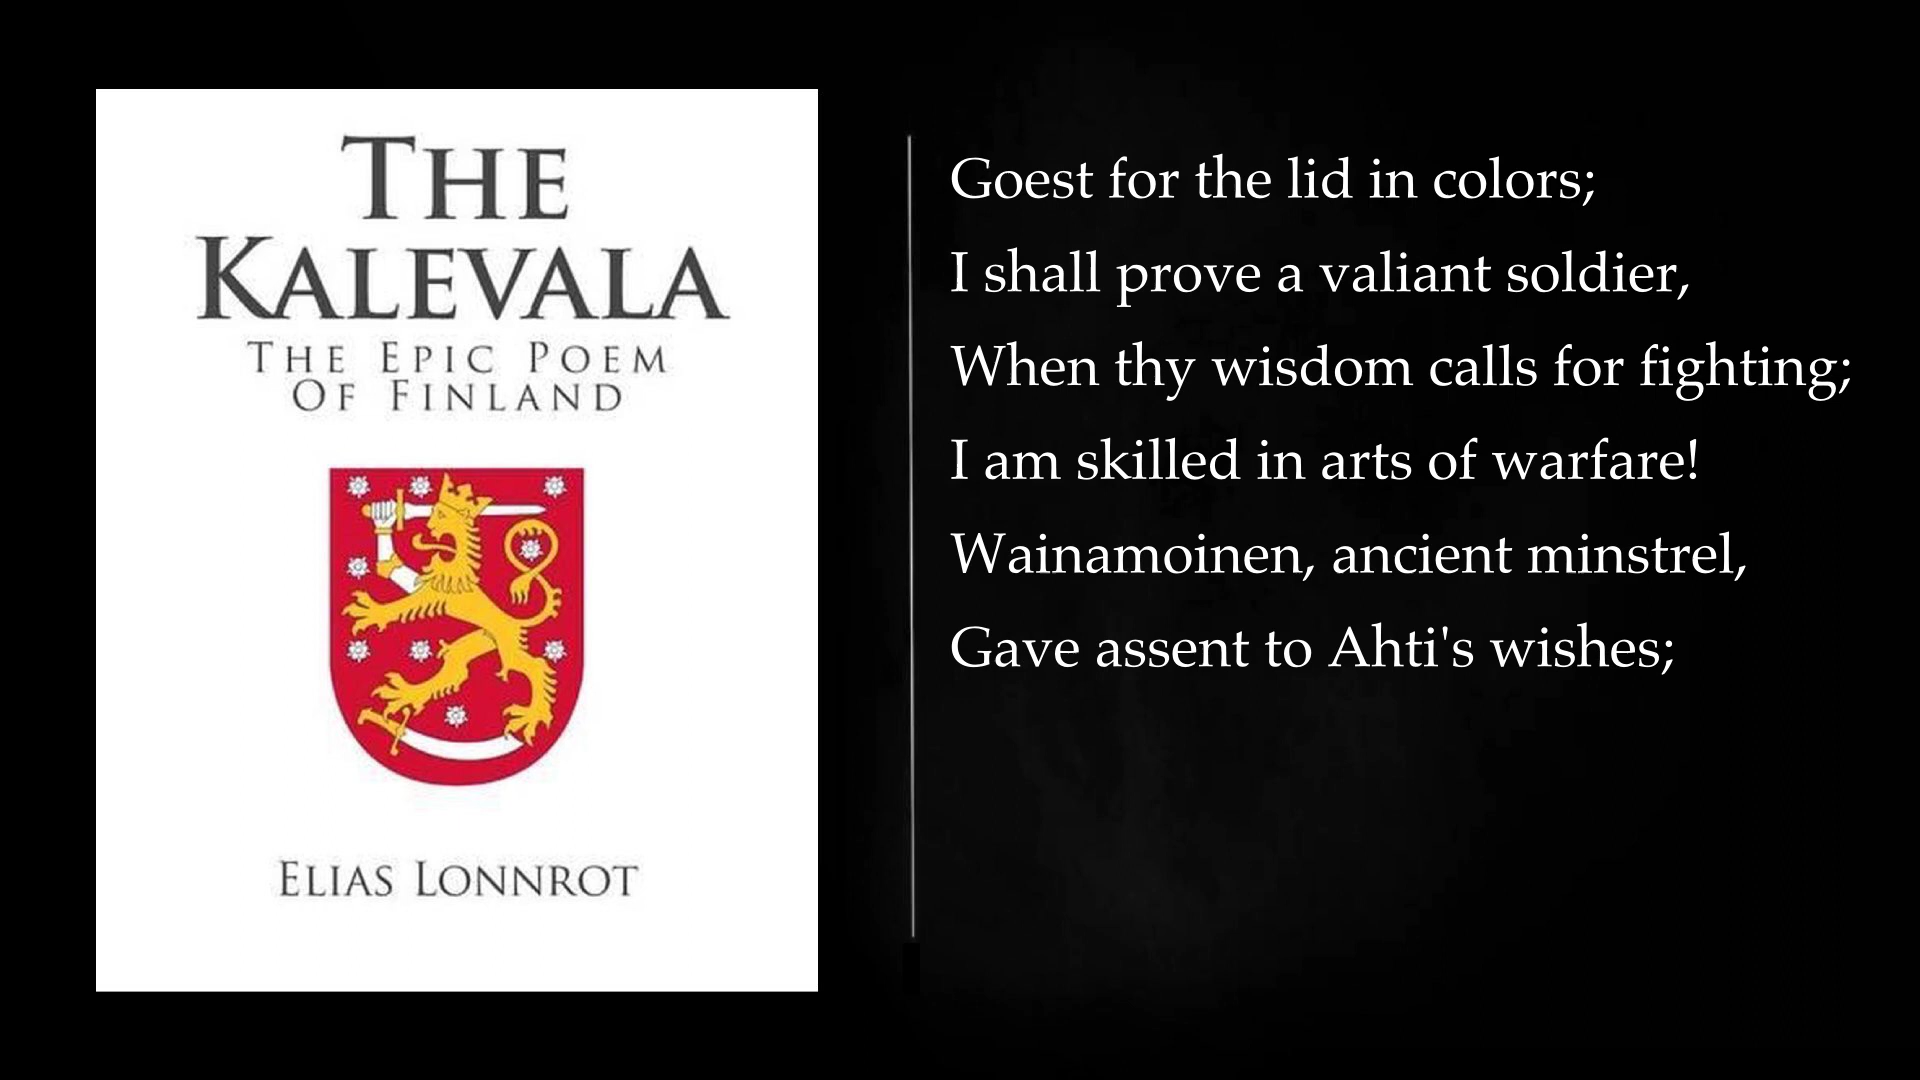 THE
KALEVALA
THE EPIC POEM
OF FINLAND
ELIAS LONNROT
Goest for the lid in colors;
I shall prove a valiant soldier,
When thy wisdom calls for fighting;
I am skilled in arts of warfare!
Wainamoinen, ancient minstrel,
Gave assent to Ahti's wishes;